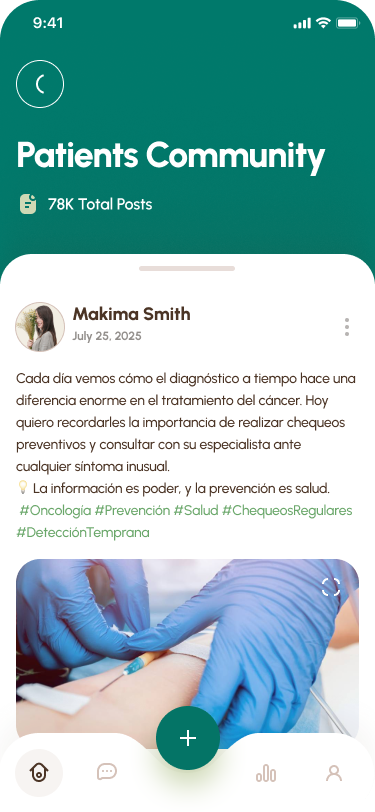 9:41
Patients Community
78K Total Posts
Makima Smith
July 25, 2025
Cada día vemos cómo el diagnóstico a tiempo hace una
diferencia enorme en el tratamiento del cáncer. Hoy
quiero recordarles la importancia de realizar chequeos
preventivos y consultar con su especialista ante
cualquier síntoma inusual.
💡 La información es poder, y la prevención es salud.
#Oncología #Prevención #Salud #ChequeosRegulares
#DetecciónTemprana